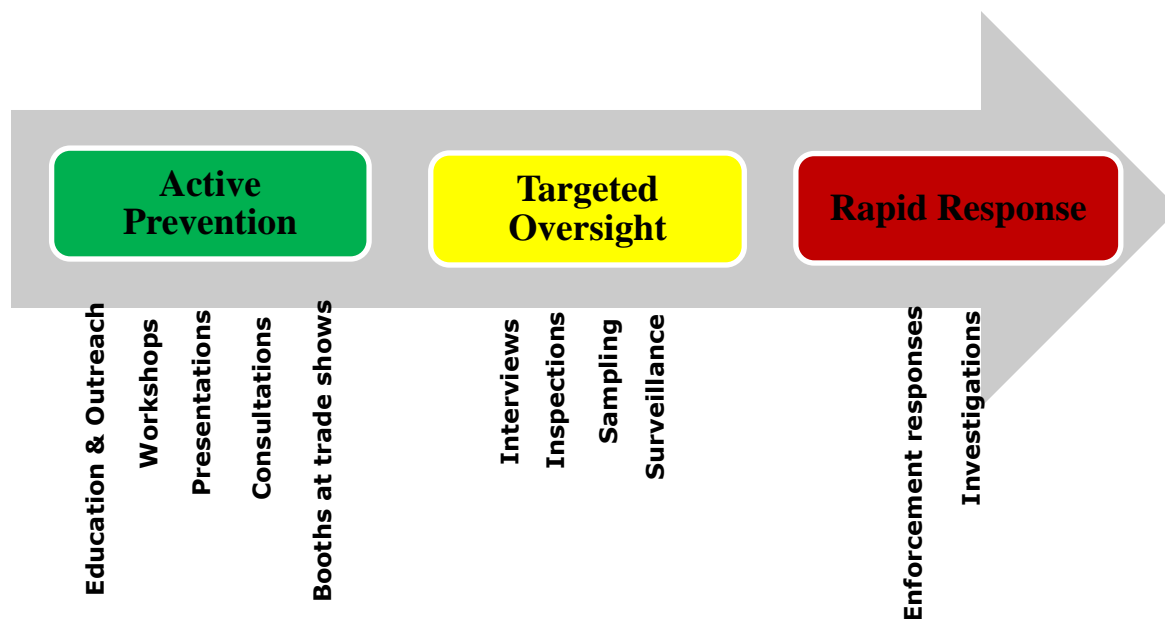 Active
Prevention
Targeted
Oversight
Rapid Response
Education & Outreach
Workshops
Presentations
Consultations
Booths at trade shows
Interviews
Inspections
Sampling
Surveillance
Enforcement responses
Investigations